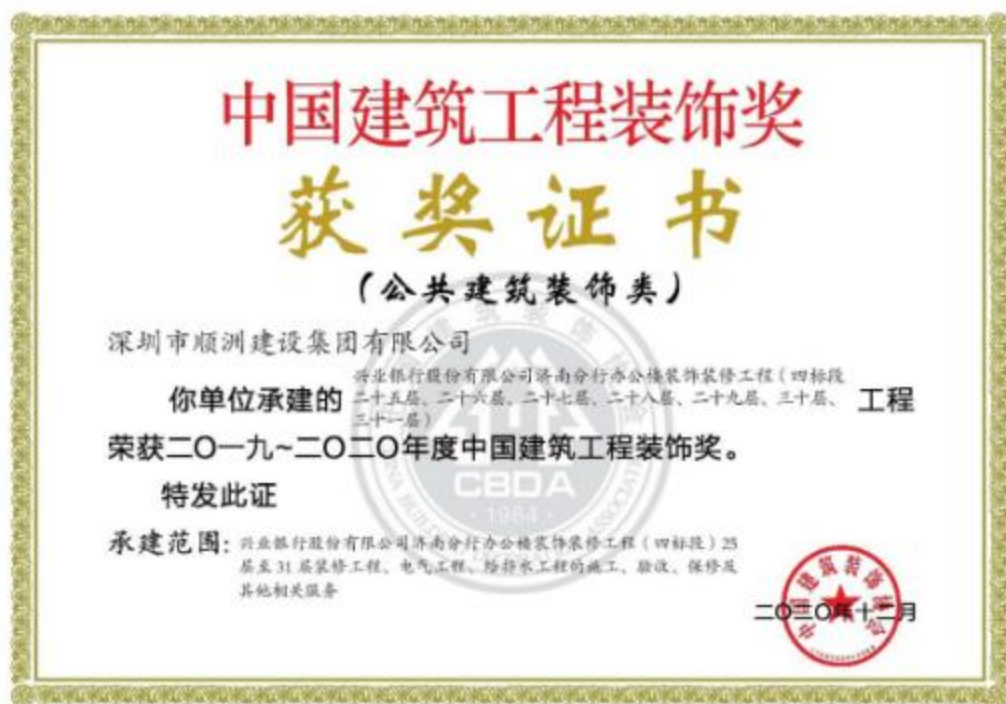 中国建筑工程装饰奖
获奖证书
(公共建筑装饰类)
深圳市顺洲建设集团有限公司
你单位承建的 兴业银行股份有限公司济南分行办公楼装饰装修工程(四标段
二十五层、二十六层、二十七层、二十八层、二十九层、三十层、
三十一层) 工程
荣获二〇一九~二〇二〇年度中国建筑工程装饰奖。
特发此证
承建范围: 兴业银行股份有限公司济南分行办公楼装饰装修工程(四标段)25
层至31层装修工程、电气工程、给排水工程的施工、验收、保修及
其他相关服务
二〇二〇年十二月
中国建筑装饰协会
CBDA
·1984·